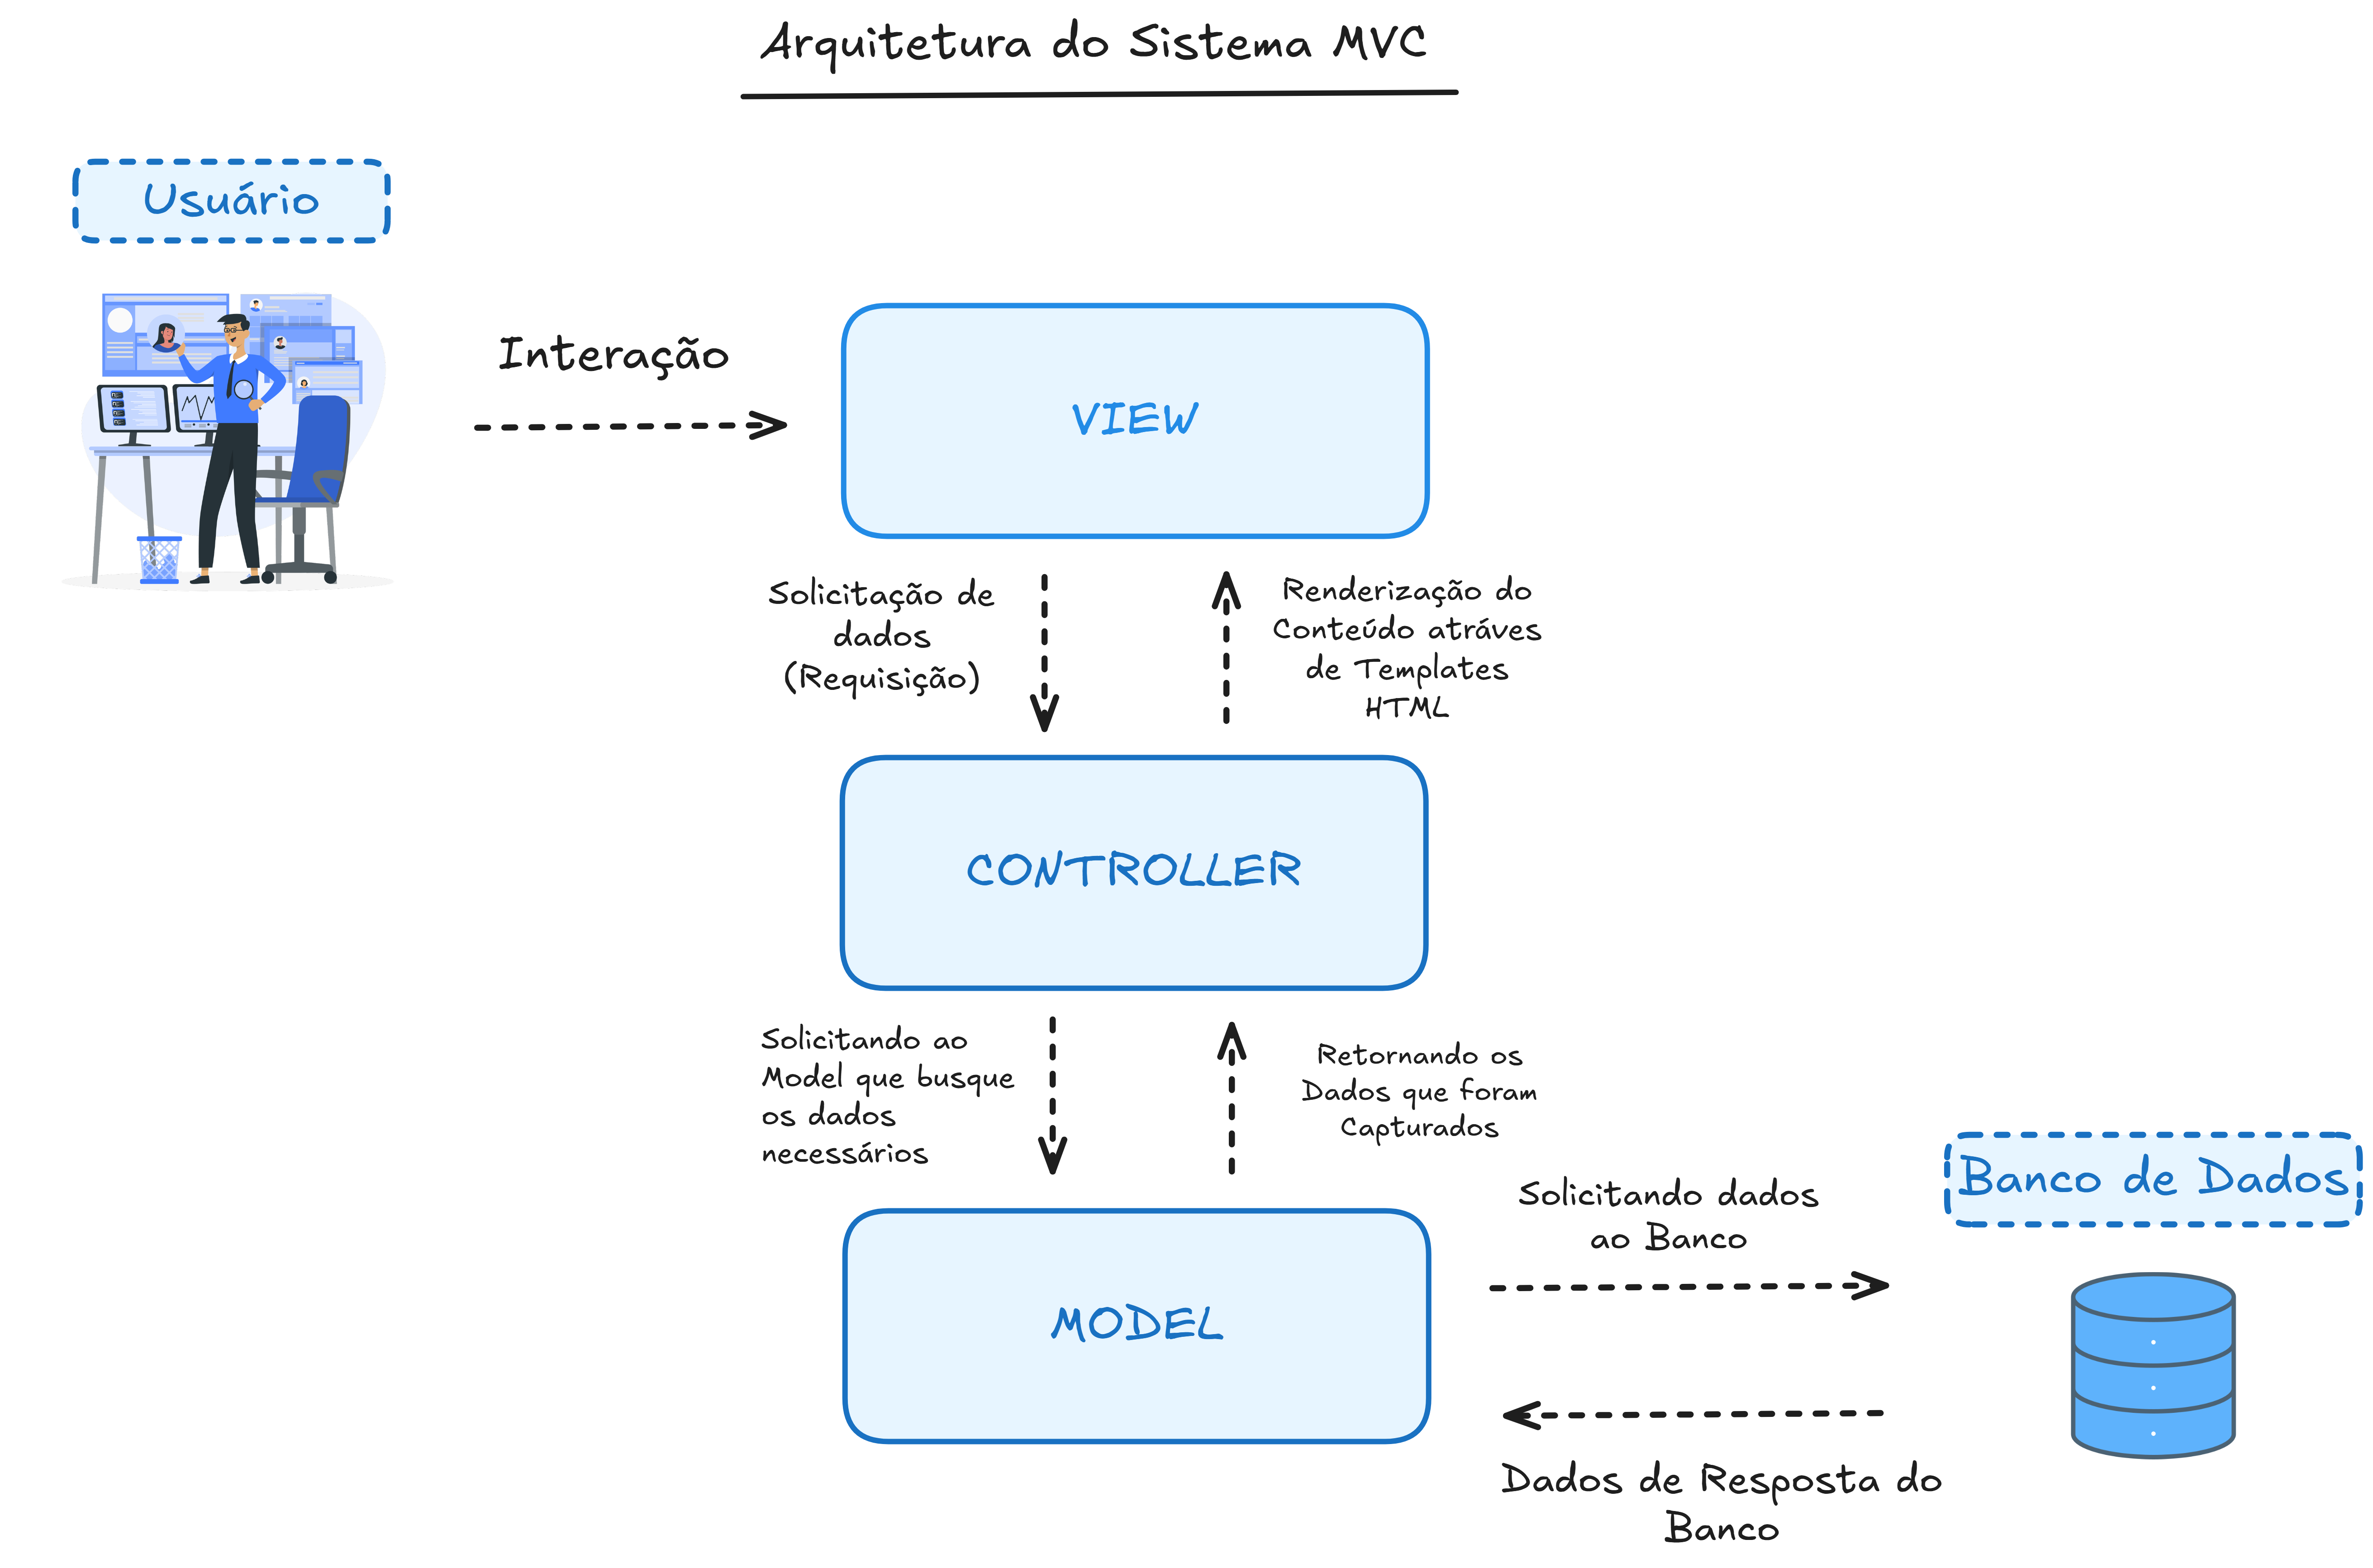 Arquitetura do Sistema MVC
Usuário
Interação
VIEW
Solicitação de
dados
(Requisição)
Renderização do
Conteúdo atráves
de Templates
HTML
CONTROLLER
Solicitando ao
Model que busque
os dados
necessários
Retornando os
Dados que foram
Capturados
MODEL
Solicitando dados
ao Banco
Banco de Dados
Dados de Resposta do
Banco